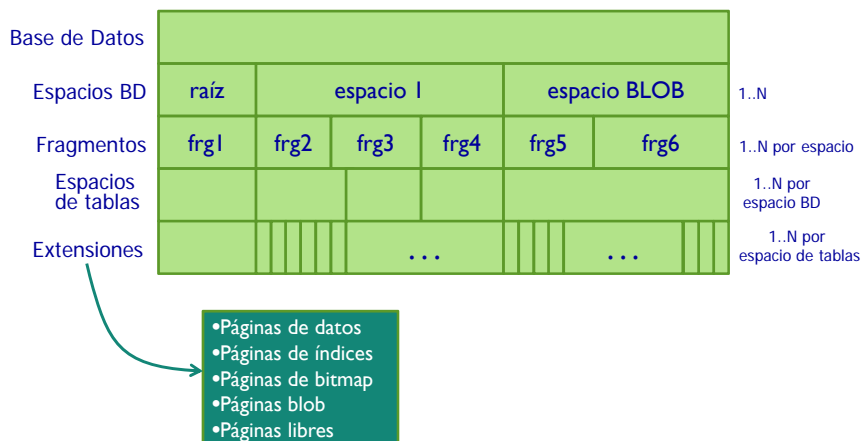 Base de Datos
Espacios BD
raíz
espacio 1
espacio BLOB
1..N
Fragmentos
frg1
frg2
frg3
frg4
frg5
frg6
1..N por espacio
Espacios
de tablas
1..N por
espacio BD
Extensiones
...
...
1..N por
espacio de tablas
•Páginas de datos
•Páginas de índices
•Páginas de bitmap
•Páginas blob
•Páginas libres